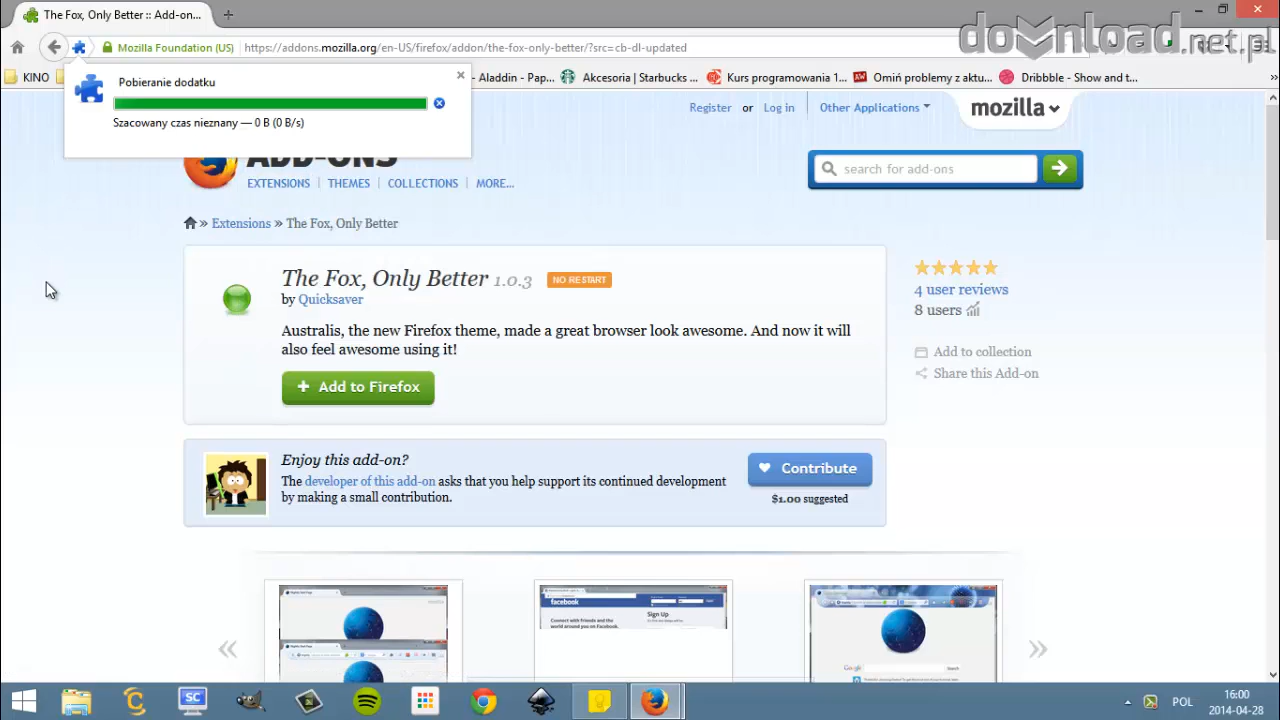 The Fox, Only Better :: Add-on...
download.net.pl
Mozilla Foundation (US)
https://addons.mozilla.org/en-US/firefox/addon/the-fox-only-better/?src=cb-dl-updated
KINO
Aladdin - Pap...
Akcesoria | Starbucks ...
Kurs programowania 1...
AW
Omiń problemy z aktu...
Dribbble - Show and t...
Pobieranie dodatku
Szacowany czas nieznany — 0 B (0 B/s)
Register or Log in
Other Applications
mozilla
ADD-ONS
EXTENSIONS
THEMES
COLLECTIONS
MORE...
search for add-ons
» Extensions » The Fox, Only Better
The Fox, Only Better 1.0.3 NO RESTART
by Quicksaver
Australis, the new Firefox theme, made a great browser look awesome. And now it will
also feel awesome using it!
+ Add to Firefox
4 user reviews
8 users
Add to collection
Share this Add-on
Enjoy this add-on?
The developer of this add-on asks that you help support its continued development
by making a small contribution.
Contribute
$1.00 suggested
facebook
Sign Up
Connect with friends and the
world around you on Facebook.
Google
Search
SC
POL
16:00
2014-04-28